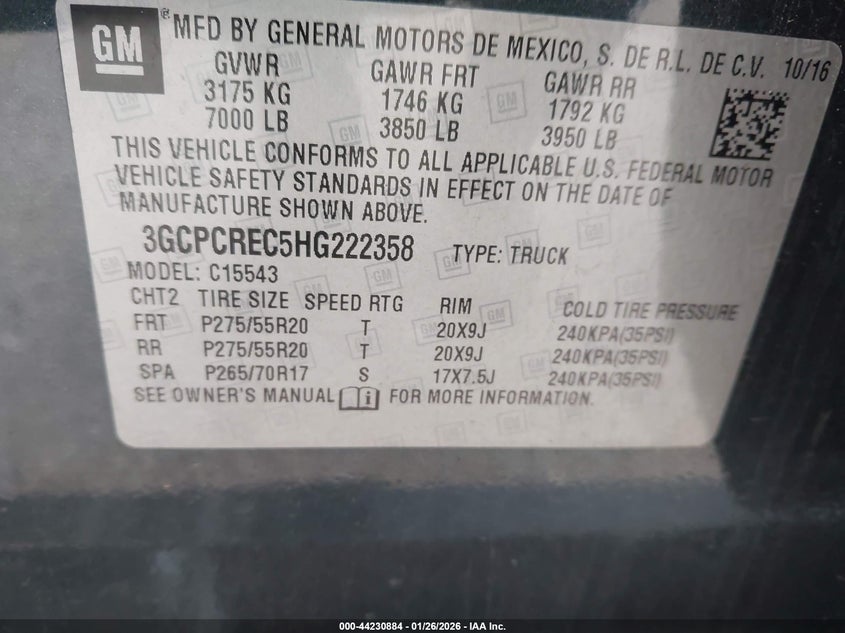 GM ® MFD BY GENERAL MOTORS DE MEXICO, S. DE R.L. DE C.V. 10/16
GVWR GAWR FRT GAWR RR
3175 KG 1746 KG 1792 KG
7000 LB 3850 LB 3950 LB
THIS VEHICLE CONFORMS TO ALL APPLICABLE U.S. FEDERAL MOTOR
VEHICLE SAFETY STANDARDS IN EFFECT ON THE DATE OF
MANUFACTURE SHOWN ABOVE.
3GCPCREC5HG222358 TYPE: TRUCK
MODEL: C15543
CHT2 TIRE SIZE SPEED RTG RIM COLD TIRE PRESSURE
FRT P275/55R20 T 20X9J 240KPA(35PSI)
RR P275/55R20 T 20X9J 240KPA(35PSI)
SPA P265/70R17 S 17X7.5J 240KPA(35PSI)
SEE OWNER'S MANUAL i FOR MORE INFORMATION.
000-44230884 | 01/26/2026 - IAA Inc.